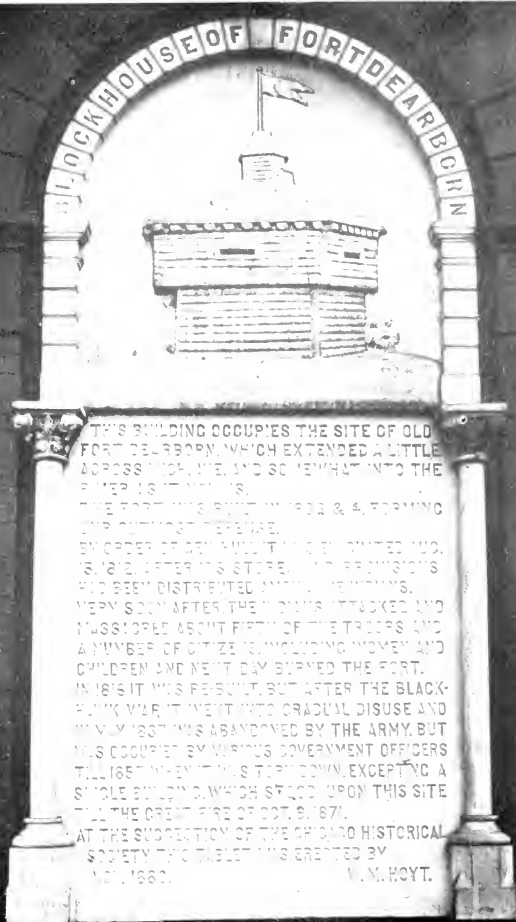 BLOCKHOUSE OF FORT DEARBORN
THIS BUILDING OCCUPIES THE SITE OF OLD
FORT DEARBORN, WHICH EXTENDED A LITTLE
ACROSS MICH. AVE. AND SOMEWHAT INTO THE
RIVER AS IT NOW IS.
THE FORT WAS BUILT IN 1803 & 4, FORMING
OUR OUTMOST DEFENSE.
BY ORDER OF GEN. HULL IT WAS EVACUATED AUG.
15, 1812, AFTER ITS STORES AND PROVISIONS
HAD BEEN DISTRIBUTED AMONG THE INDIANS.
VERY SOON AFTER THE INDIANS ATTACKED AND
MASSACRED ABOUT FIFTY OF THE TROOPS AND
A NUMBER OF CITIZENS, INCLUDING WOMEN AND
CHILDREN AND NEXT DAY BURNED THE FORT.
IN 1816 IT WAS RE-BUILT, BUT AFTER THE BLACK-
HAWK WAR IT WENT INTO GRADUAL DISUSE AND
IN MAY 1837 WAS ABANDONED BY THE ARMY, BUT
WAS OCCUPIED BY VARIOUS GOVERNMENT OFFICERS
TILL 1857 WHEN IT WAS TORN DOWN, EXCEPTING A
SINGLE BUILDING, WHICH STOOD UPON THIS SITE
TILL THE GREAT FIRE OF OCT. 9, 1871.
AT THE SUGGESTION OF THE CHICAGO HISTORICAL
SOCIETY THIS TABLET WAS ERECTED BY
NOV. 1880. W. M. HOYT.